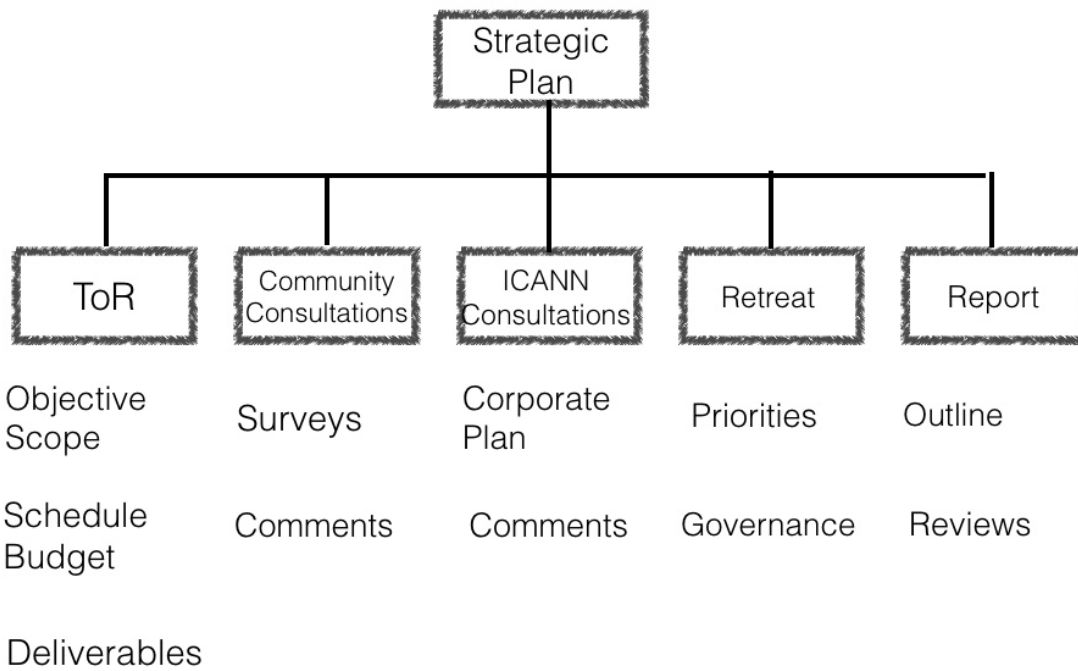 Strategic
Plan
ToR
Community
Consultations
ICANN
Consultations
Retreat
Report
Objective
Scope
Surveys
Corporate
Plan
Priorities
Outline
Schedule
Budget
Comments
Comments
Governance
Reviews
Deliverables